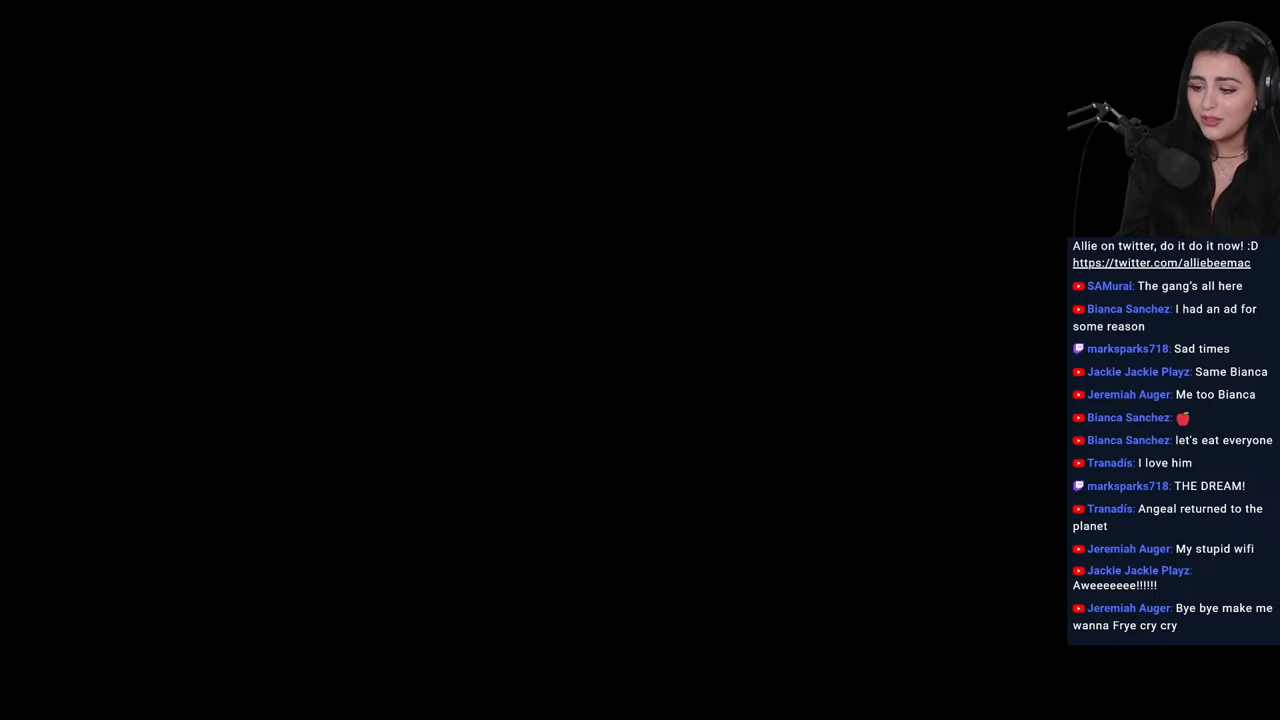 Allie on twitter, do it do it now! :D
https://twitter.com/alliebeemac
SAMurai: The gang's all here
Bianca Sanchez: I had an ad for
some reason
marksparks718: Sad times
Jackie Jackie Playz: Same Bianca
Jeremiah Auger: Me too Bianca
Bianca Sanchez: 🍎
Bianca Sanchez: let's eat everyone
Tranadís: I love him
marksparks718: THE DREAM!
Tranadís: Angeal returned to the
planet
Jeremiah Auger: My stupid wifi
Jackie Jackie Playz:
Aweeeeeee!!!!!!
Jeremiah Auger: Bye bye make me
wanna Frye cry cry